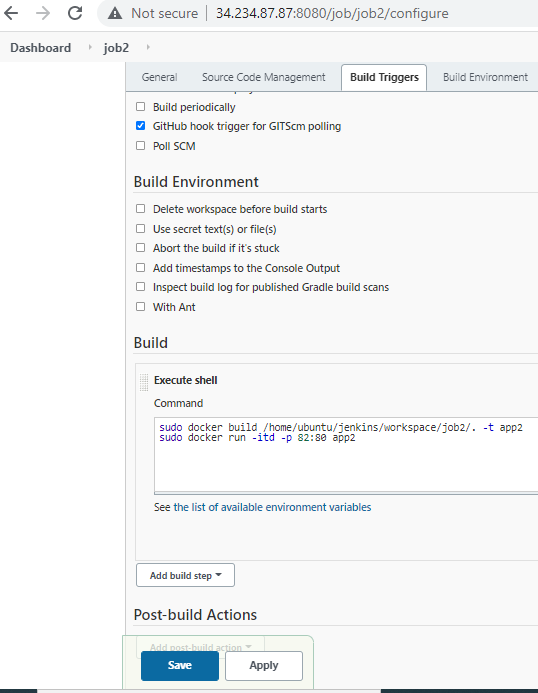 Not secure | 34.234.87.87:8080/job/job2/configure
Dashboard job2
General Source Code Management Build Triggers Build Environment
Build periodically
GitHub hook trigger for GITScm polling
Poll SCM
Build Environment
Delete workspace before build starts
Use secret text(s) or file(s)
Abort the build if it's stuck
Add timestamps to the Console Output
Inspect build log for published Gradle build scans
With Ant
Build
Execute shell
Command
sudo docker build /home/ubuntu/jenkins/workspace/job2/. -t app2
sudo docker run -itd -p 82:80 app2
See the list of available environment variables
Add build step
Post-build Actions
Add post-build action
Save Apply